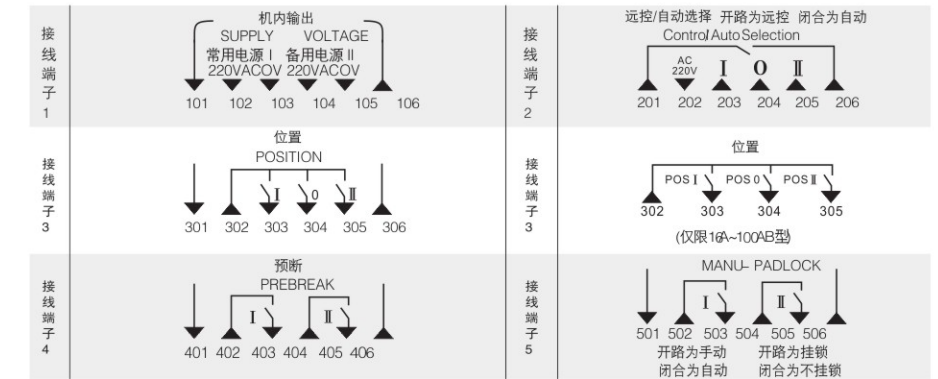 接线端子1
机内输出
SUPPLY VOLTAGE
常用电源 I 备用电源 II
220VACOV 220VACOV
101 102 103 104 105 106
接线端子2
远控/自动选择 开路为远控 闭合为自动
Control/Auto Selection
AC 220V I O II
201 202 203 204 205 206
接线端子3
位置
POSITION
I 0 II
301 302 303 304 305 306
接线端子3
位置
POS I POS 0 POS II
302 303 304 305
(仅限16A~100AB型)
接线端子4
预断
PREBREAK
I II
401 402 403 404 405 406
接线端子5
MANU- PADLOCK
I II
501 502 503 504 505 506
开路为手动 开路为挂锁
闭合为自动 闭合为不挂锁